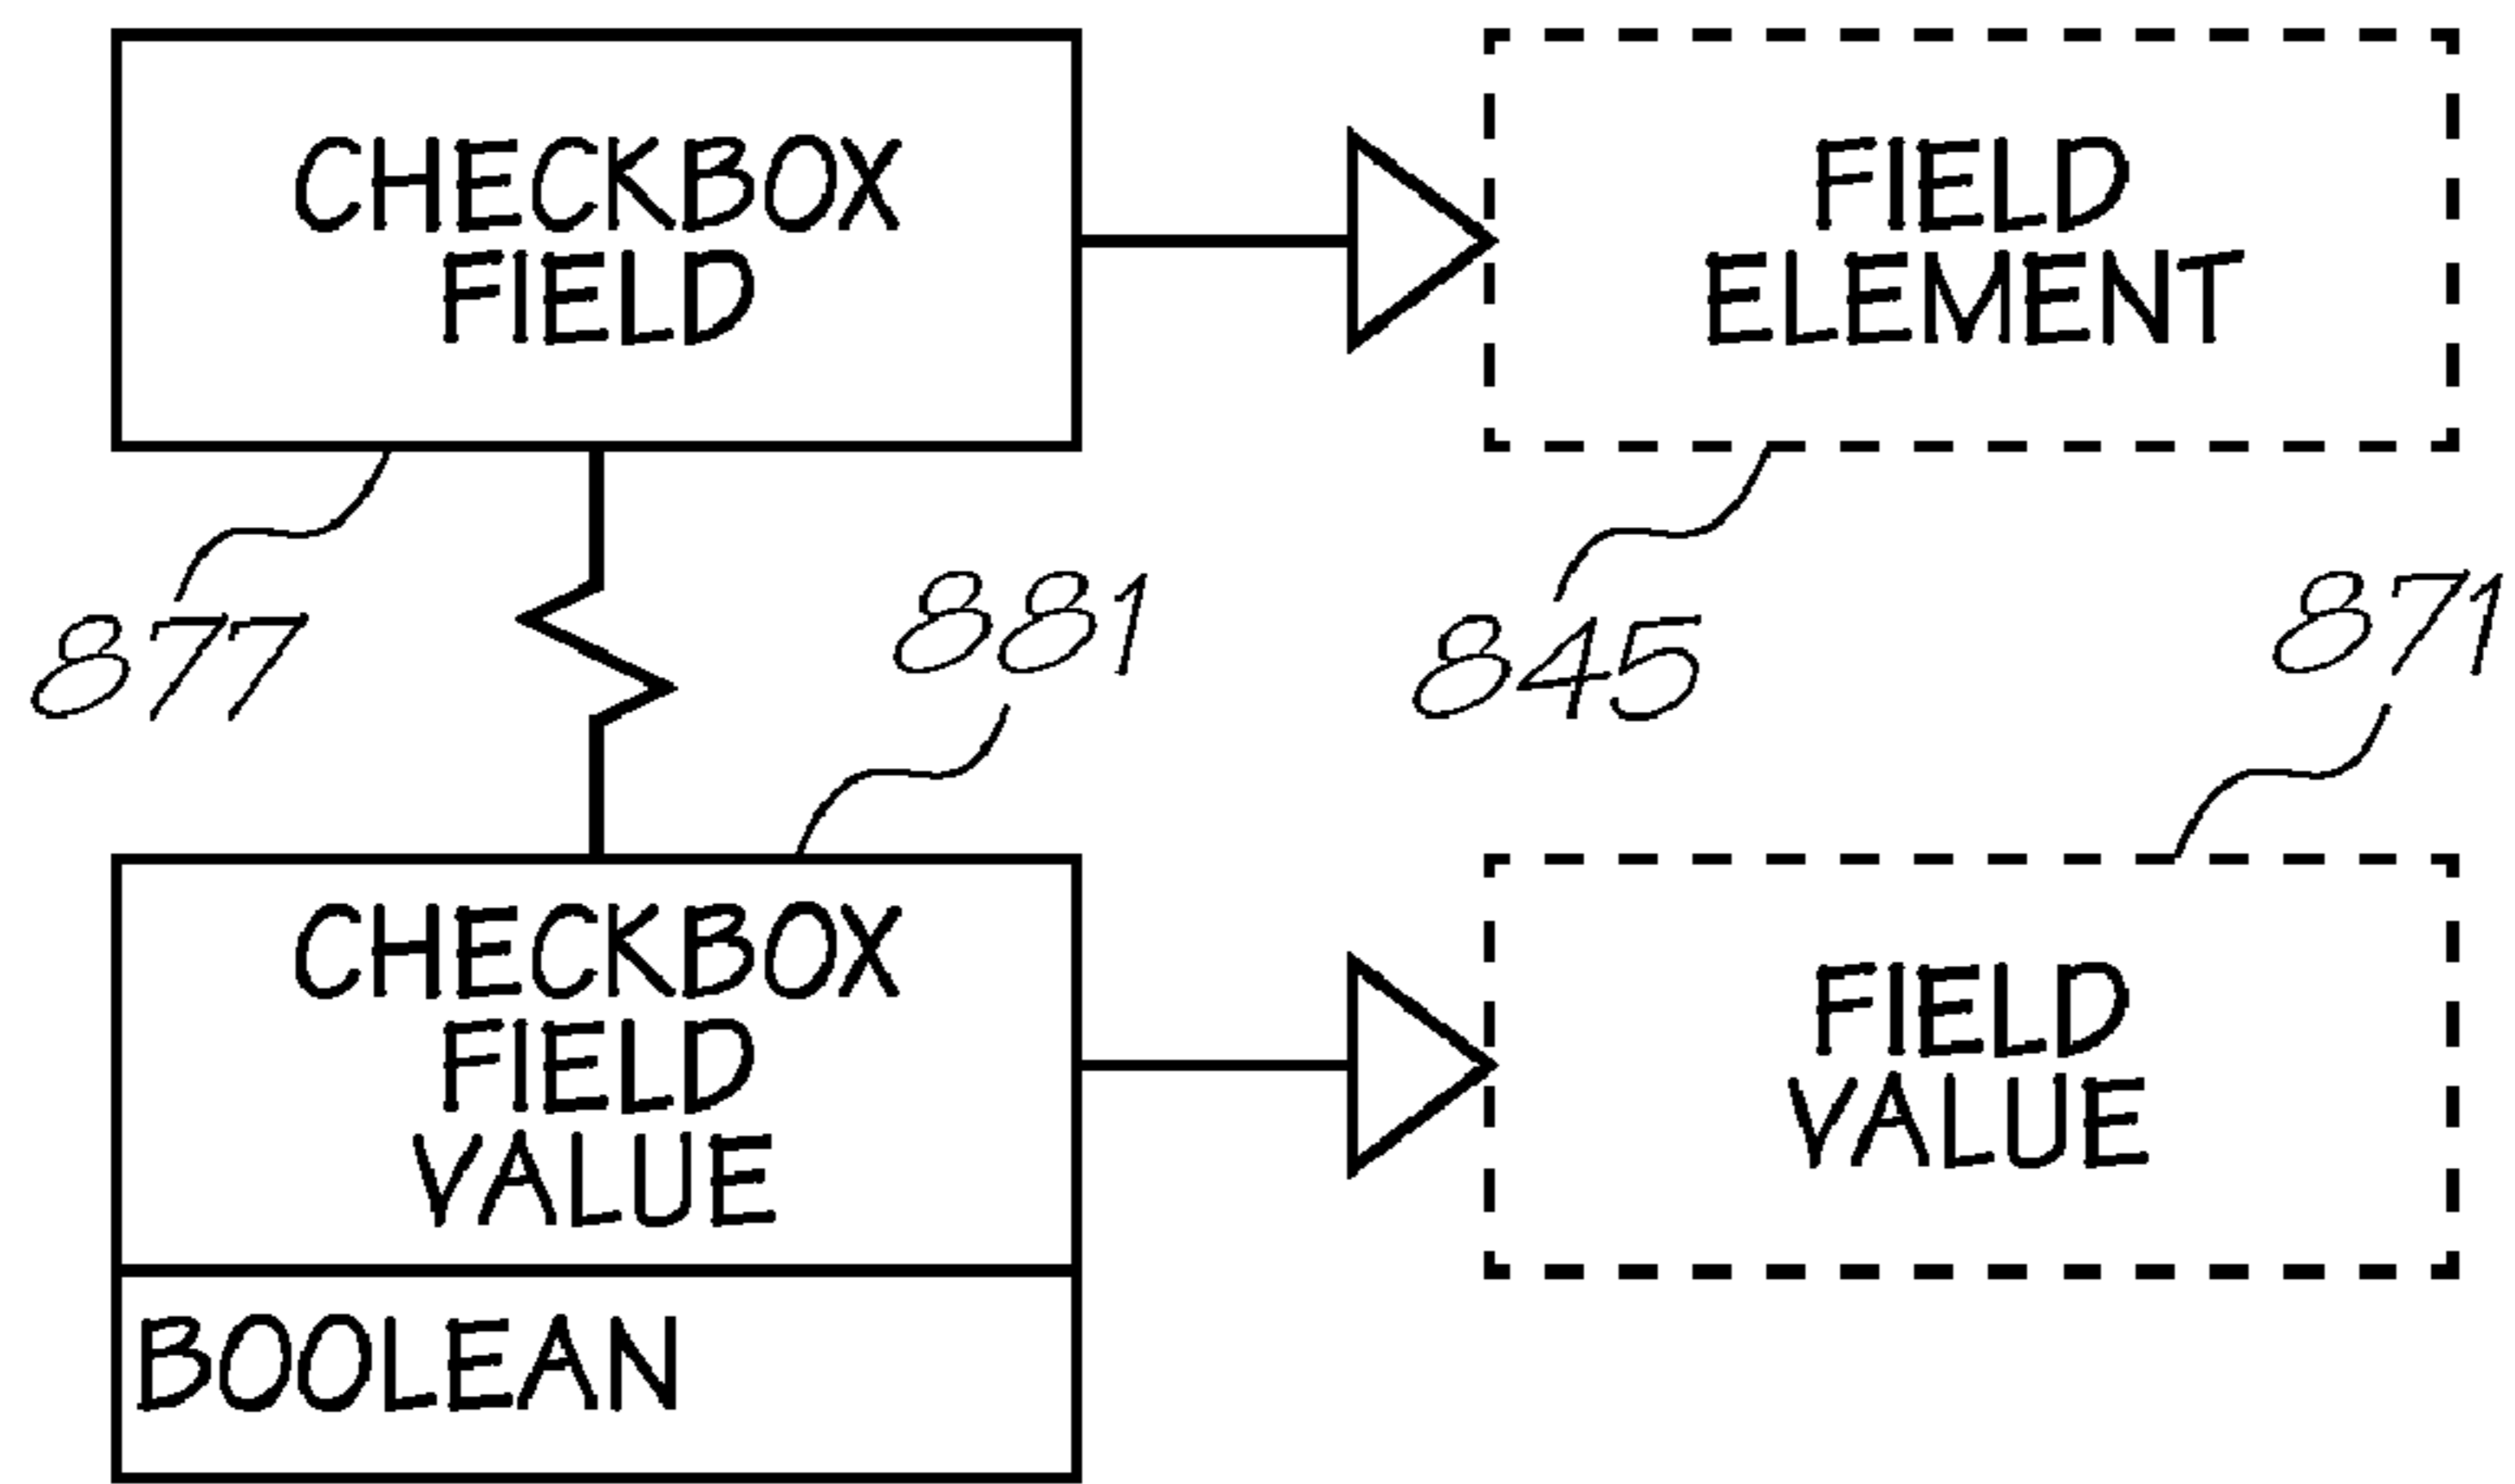 CHECKBOX
FIELD
FIELD
ELEMENT
877
881
845
871
CHECKBOX
FIELD
VALUE
FIELD
VALUE
BOOLEAN